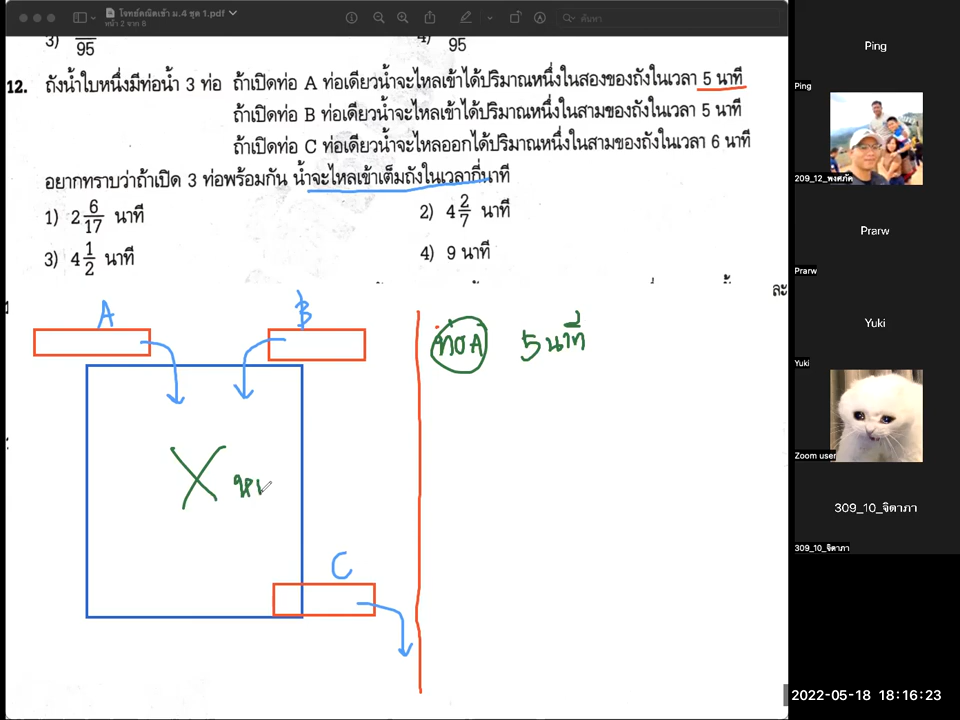 โจทย์คณิตเข้า ม.4 ชุด 1.pdf
หน้า 2 จาก 8
ค้นหา
3) 95
4) 95
12. ถังน้ำใบหนึ่งมีท่อน้ำ 3 ท่อ ถ้าเปิดท่อ A ท่อเดียวน้ำจะไหลเข้าได้ปริมาณหนึ่งในสองของถังในเวลา 5 นาที
ถ้าเปิดท่อ B ท่อเดียวน้ำจะไหลเข้าได้ปริมาณหนึ่งในสามของถังในเวลา 5 นาที
ถ้าเปิดท่อ C ท่อเดียวน้ำจะไหลออกได้ปริมาณหนึ่งในสามของถังในเวลา 6 นาที
อยากทราบว่าถ้าเปิด 3 ท่อพร้อมกัน น้ำจะไหลเข้าเต็มถังในเวลากี่นาที
1) 2 6/17 นาที 2) 4 2/7 นาที
3) 4 1/2 นาที 4) 9 นาที
ละ
A B
ท่อ A 5 นาที
X
C
Ping
Ping
209_12_พงศภัค
Prarw
Prarw
Yuki
Yuki
Zoom user
309_10_จิดาภา
309_10_จิดาภา
2022-05-18 18:16:23